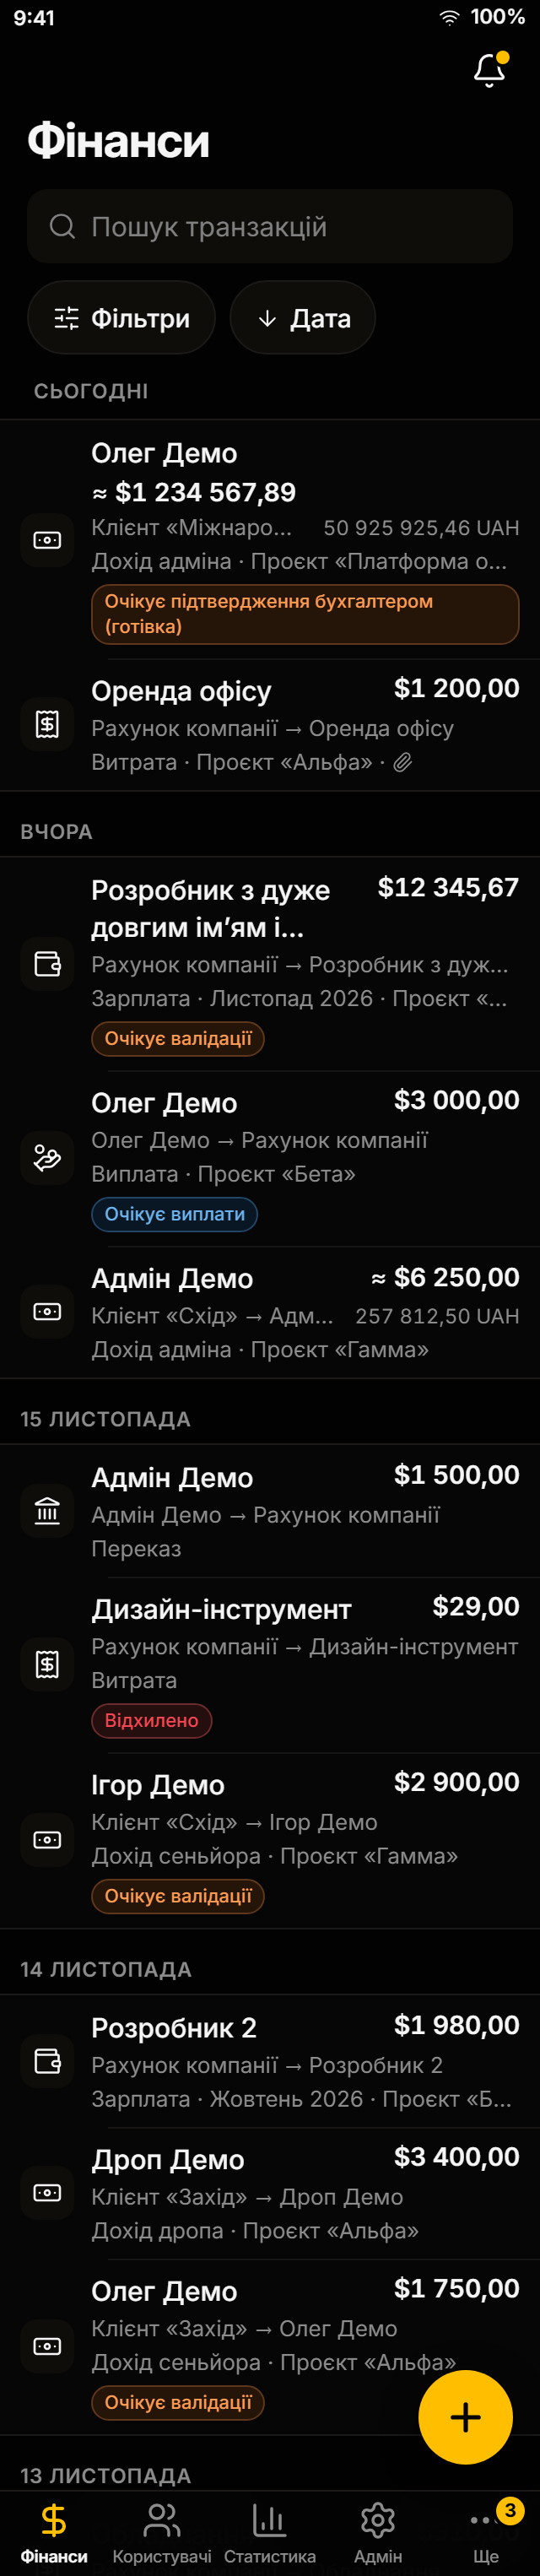 9:41
100%
Фінанси
Пошук транзакцій
Фільтри
Дата
СЬОГОДНІ
Олег Демо
≈ $1 234 567,89
Клієнт «Міжнаро… 50 925 925,46 UAH
Дохід адміна · Проєкт «Платформа о…
Очікує підтвердження бухгалтером
(готівка)
Оренда офісу $1 200,00
Рахунок компанії → Оренда офісу
Витрата · Проєкт «Альфа» ·
ВЧОРА
Розробник з дуже $12 345,67
довгим ім’ям і…
Рахунок компанії → Розробник з дуж…
Зарплата · Листопад 2026 · Проєкт «…
Очікує валідації
Олег Демо $3 000,00
Олег Демо → Рахунок компанії
Виплата · Проєкт «Бета»
Очікує виплати
Адмін Демо ≈ $6 250,00
Клієнт «Схід» → Адм… 257 812,50 UAH
Дохід адміна · Проєкт «Гамма»
15 ЛИСТОПАДА
Адмін Демо $1 500,00
Адмін Демо → Рахунок компанії
Переказ
Дизайн-інструмент $29,00
Рахунок компанії → Дизайн-інструмент
Витрата
Відхилено
Ігор Демо $2 900,00
Клієнт «Схід» → Ігор Демо
Дохід сеньйора · Проєкт «Гамма»
Очікує валідації
14 ЛИСТОПАДА
Розробник 2 $1 980,00
Рахунок компанії → Розробник 2
Зарплата · Жовтень 2026 · Проєкт «Б…
Дроп Демо $3 400,00
Клієнт «Захід» → Дроп Демо
Дохід дропа · Проєкт «Альфа»
Олег Демо $1 750,00
Клієнт «Захід» → Олег Демо
Дохід сеньйора · Проєкт «Альфа»
Очікує валідації
13 ЛИСТОПАДА
3
Фінанси
Користувачі
Статистика
Адмін
Ще